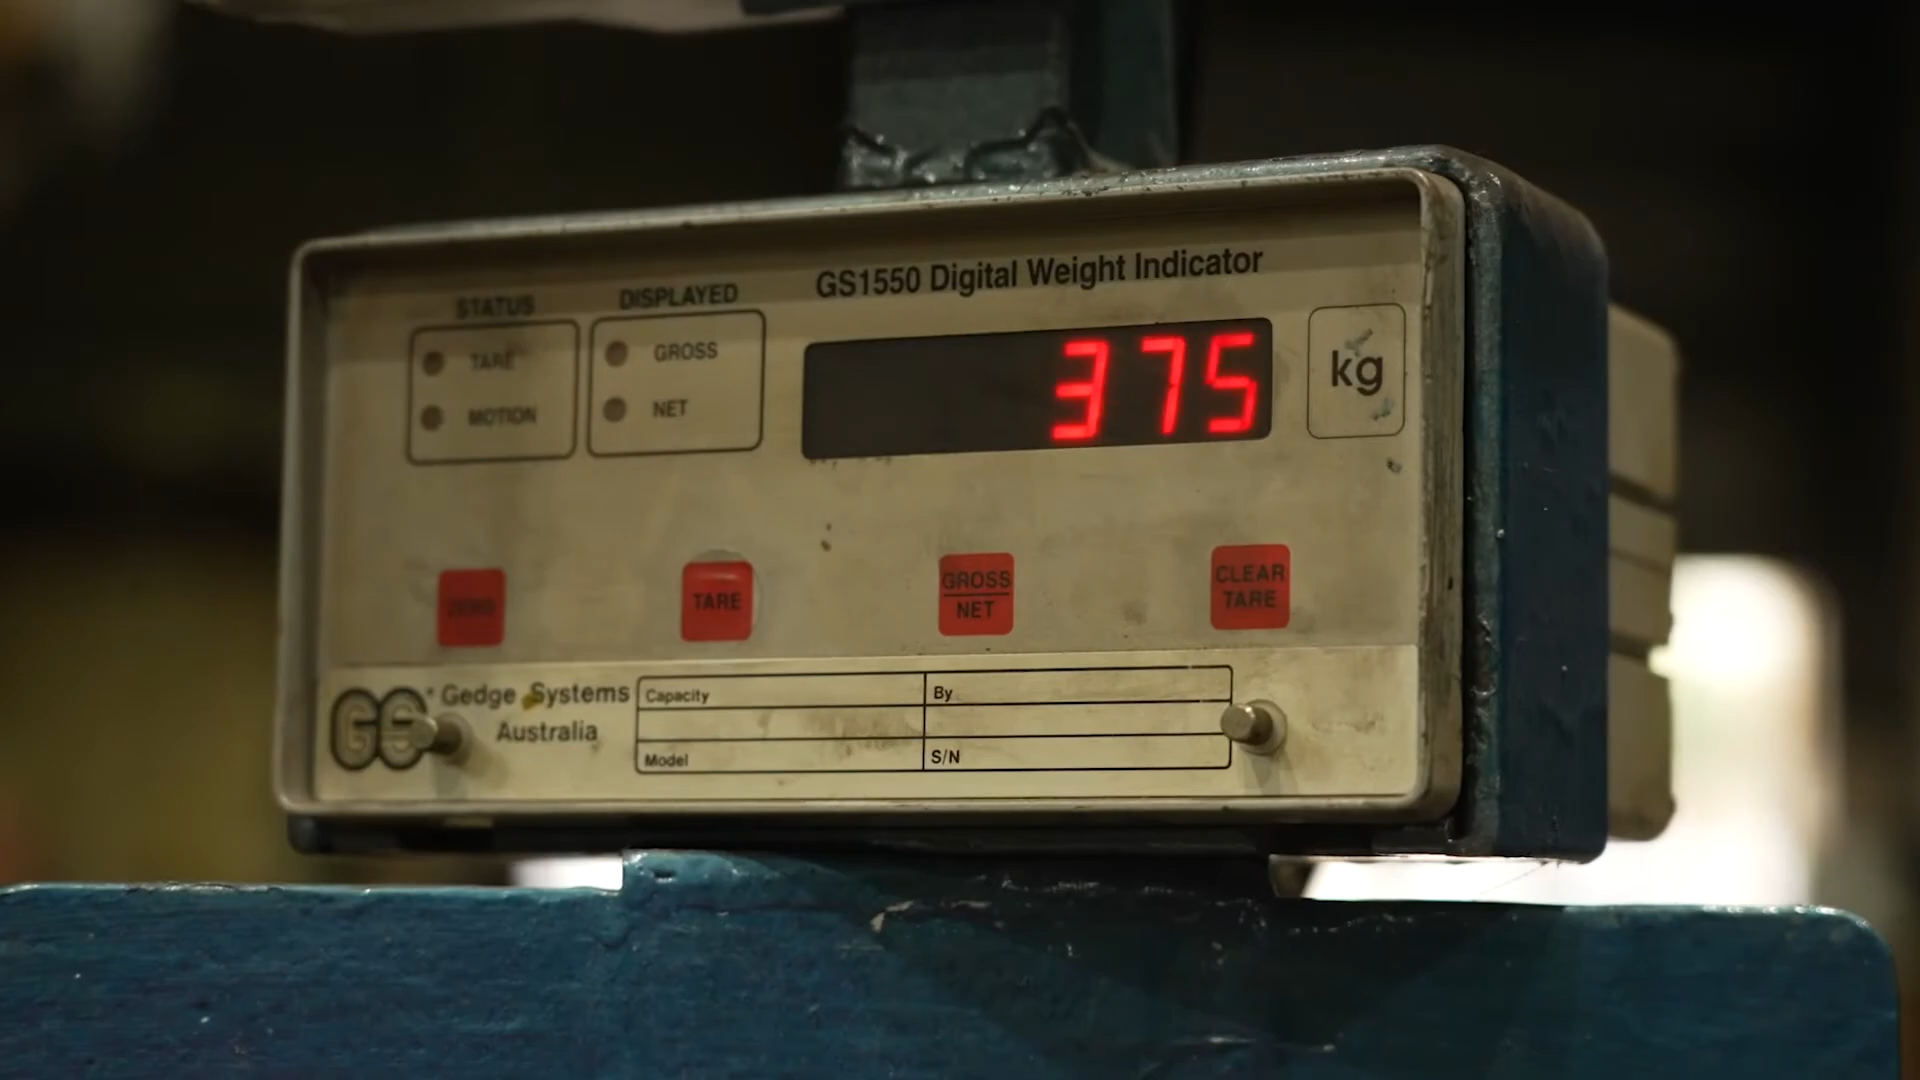 GS1550 Digital Weight Indicator
STATUS
DISPLAYED
TARE
MOTION
GROSS
NET
375
kg
ZERO
TARE
GROSS
NET
CLEAR
TARE
GS
Gedge Systems
Australia
Capacity
By
Model
S/N